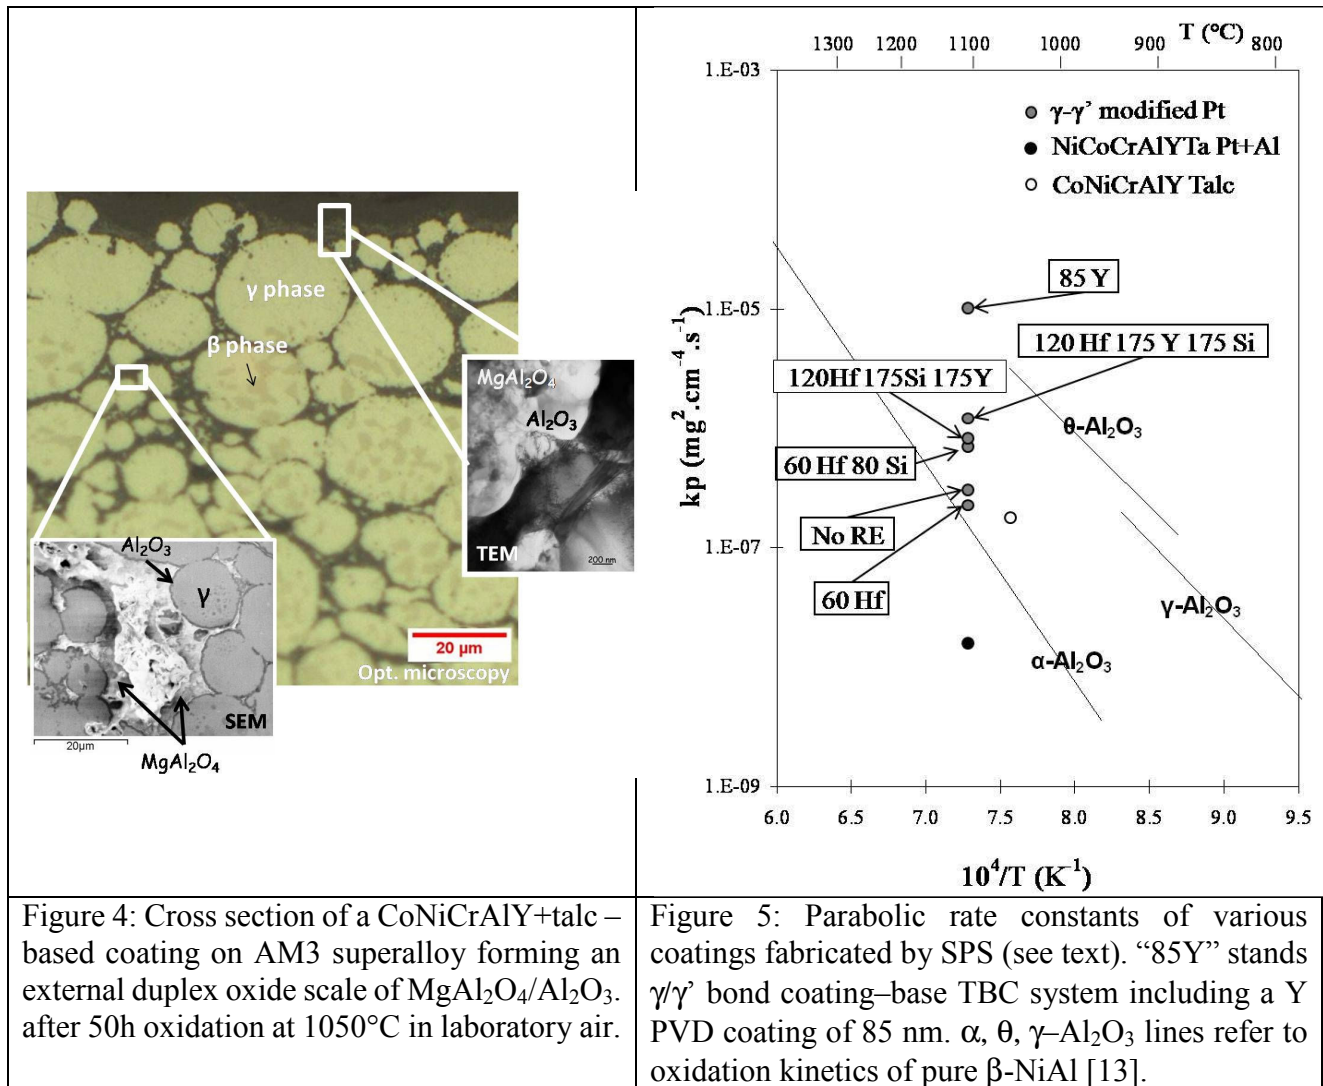 γ phase
β phase
MgAl₂O₄
Al₂O₃
TEM
200 nm
20 µm
Opt. microscopy
Al₂O₃
γ
SEM
20µm
MgAl₂O₄
Figure 4: Cross section of a CoNiCrAlY+talc –
based coating on AM3 superalloy forming an
external duplex oxide scale of MgAl₂O₄/Al₂O₃.
after 50h oxidation at 1050°C in laboratory air.
1300 1200 1100 1000 900 T (°C) 800
1.E-03
γ-γ’ modified Pt
NiCoCrAlYTa Pt+Al
CoNiCrAlY Talc
85 Y
1.E-05
120 Hf 175 Y 175 Si
120Hf 175Si 175Y
θ-Al₂O₃
60 Hf 80 Si
kp (mg².cm⁻⁴.s⁻¹)
No RE
1.E-07
60 Hf
γ-Al₂O₃
α-Al₂O₃
1.E-09
6.0 6.5 7.0 7.5 8.0 8.5 9.0 9.5
10⁴/T (K⁻¹)
Figure 5: Parabolic rate constants of various
coatings fabricated by SPS (see text). “85Y” stands
γ/γ’ bond coating–base TBC system including a Y
PVD coating of 85 nm. α, θ, γ–Al₂O₃ lines refer to
oxidation kinetics of pure β-NiAl [13].